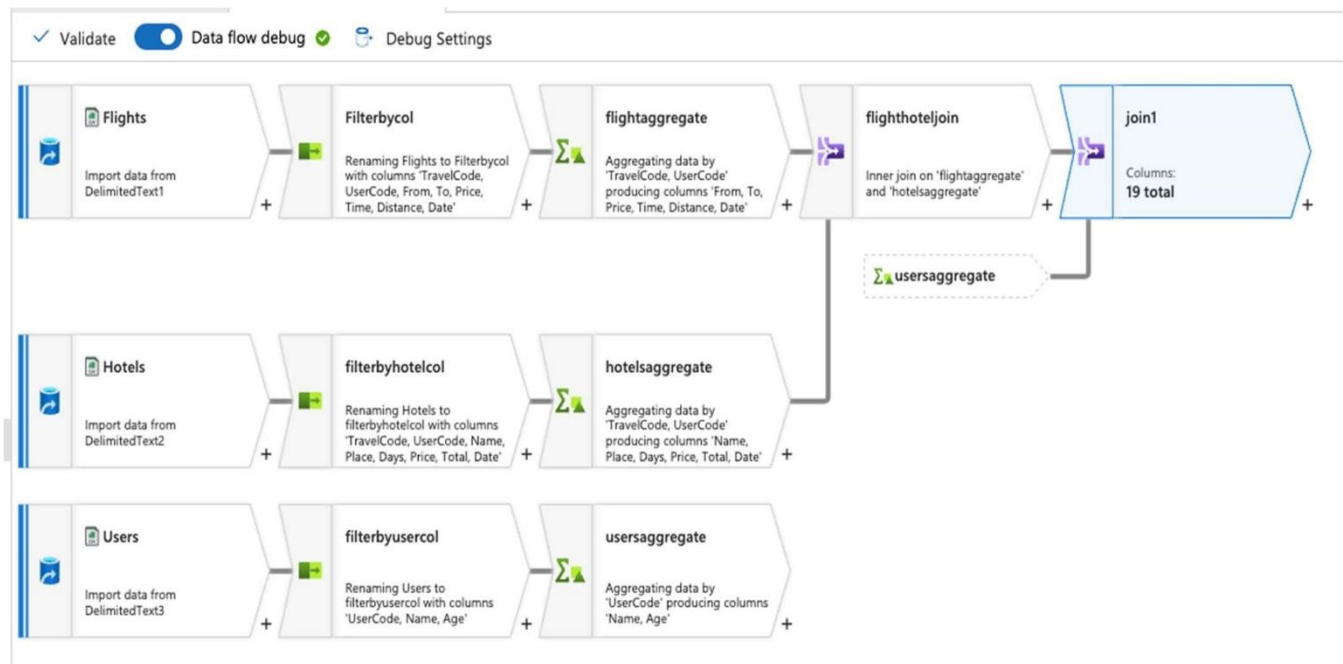 Validate
Data flow debug
Debug Settings
Flights
Import data from
DelimitedText1
+
Filterbycol
Renaming Flights to Filterbycol
with columns 'TravelCode,
UserCode, From, To, Price,
Time, Distance, Date'
+
flightaggregate
Aggregating data by
'TravelCode, UserCode'
producing columns 'From, To,
Price, Time, Distance, Date'
+
flighthoteljoin
Inner join on 'flightaggregate'
and 'hotelsaggregate'
+
join1
Columns:
19 total
+
usersaggregate
Hotels
Import data from
DelimitedText2
+
filterbyhotelcol
Renaming Hotels to
filterbyhotelcol with columns
'TravelCode, UserCode, Name,
Place, Days, Price, Total, Date'
+
hotelsaggregate
Aggregating data by
'TravelCode, UserCode'
producing columns 'Name,
Place, Days, Price, Total, Date'
+
Users
Import data from
DelimitedText3
+
filterbyusercol
Renaming Users to
filterbyusercol with columns
'UserCode, Name, Age'
+
usersaggregate
Aggregating data by
'UserCode' producing columns
'Name, Age'
+